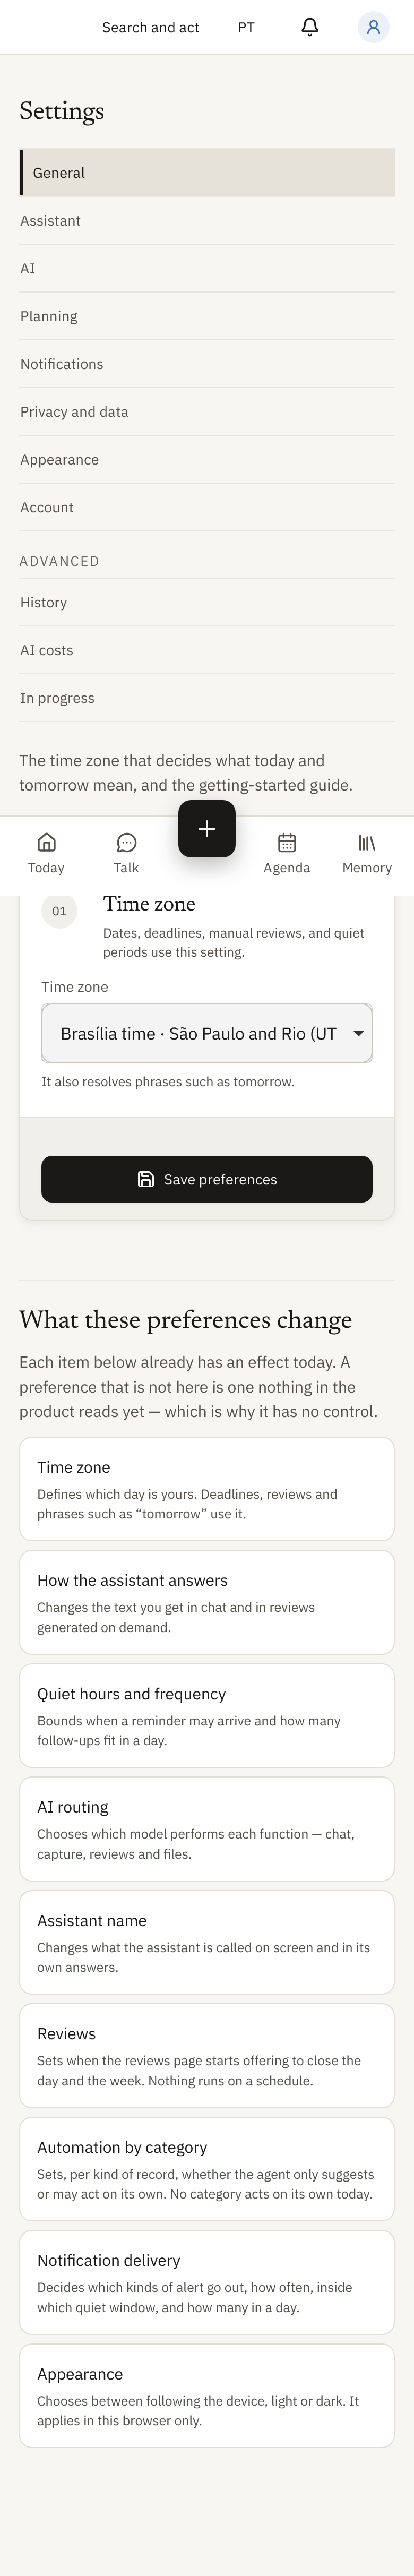 Search and act
PT
Settings
General
Assistant
AI
Planning
Notifications
Privacy and data
Appearance
Account
ADVANCED
History
AI costs
In progress
The time zone that decides what today and
tomorrow mean, and the getting-started guide.
Today
Talk
Agenda
Memory
01
Time zone
Dates, deadlines, manual reviews, and quiet
periods use this setting.
Time zone
Brasília time · São Paulo and Rio (UT
It also resolves phrases such as tomorrow.
Save preferences
What these preferences change
Each item below already has an effect today. A
preference that is not here is one nothing in the
product reads yet — which is why it has no control.
Time zone
Defines which day is yours. Deadlines, reviews and
phrases such as “tomorrow” use it.
How the assistant answers
Changes the text you get in chat and in reviews
generated on demand.
Quiet hours and frequency
Bounds when a reminder may arrive and how many
follow-ups fit in a day.
AI routing
Chooses which model performs each function — chat,
capture, reviews and files.
Assistant name
Changes what the assistant is called on screen and in its
own answers.
Reviews
Sets when the reviews page starts offering to close the
day and the week. Nothing runs on a schedule.
Automation by category
Sets, per kind of record, whether the agent only suggests
or may act on its own. No category acts on its own today.
Notification delivery
Decides which kinds of alert go out, how often, inside
which quiet window, and how many in a day.
Appearance
Chooses between following the device, light or dark. It
applies in this browser only.